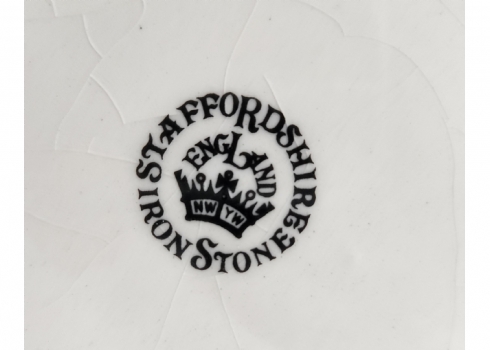 STAFFORDSHIRE
ENGLAND
NW YW
IRONSTONE